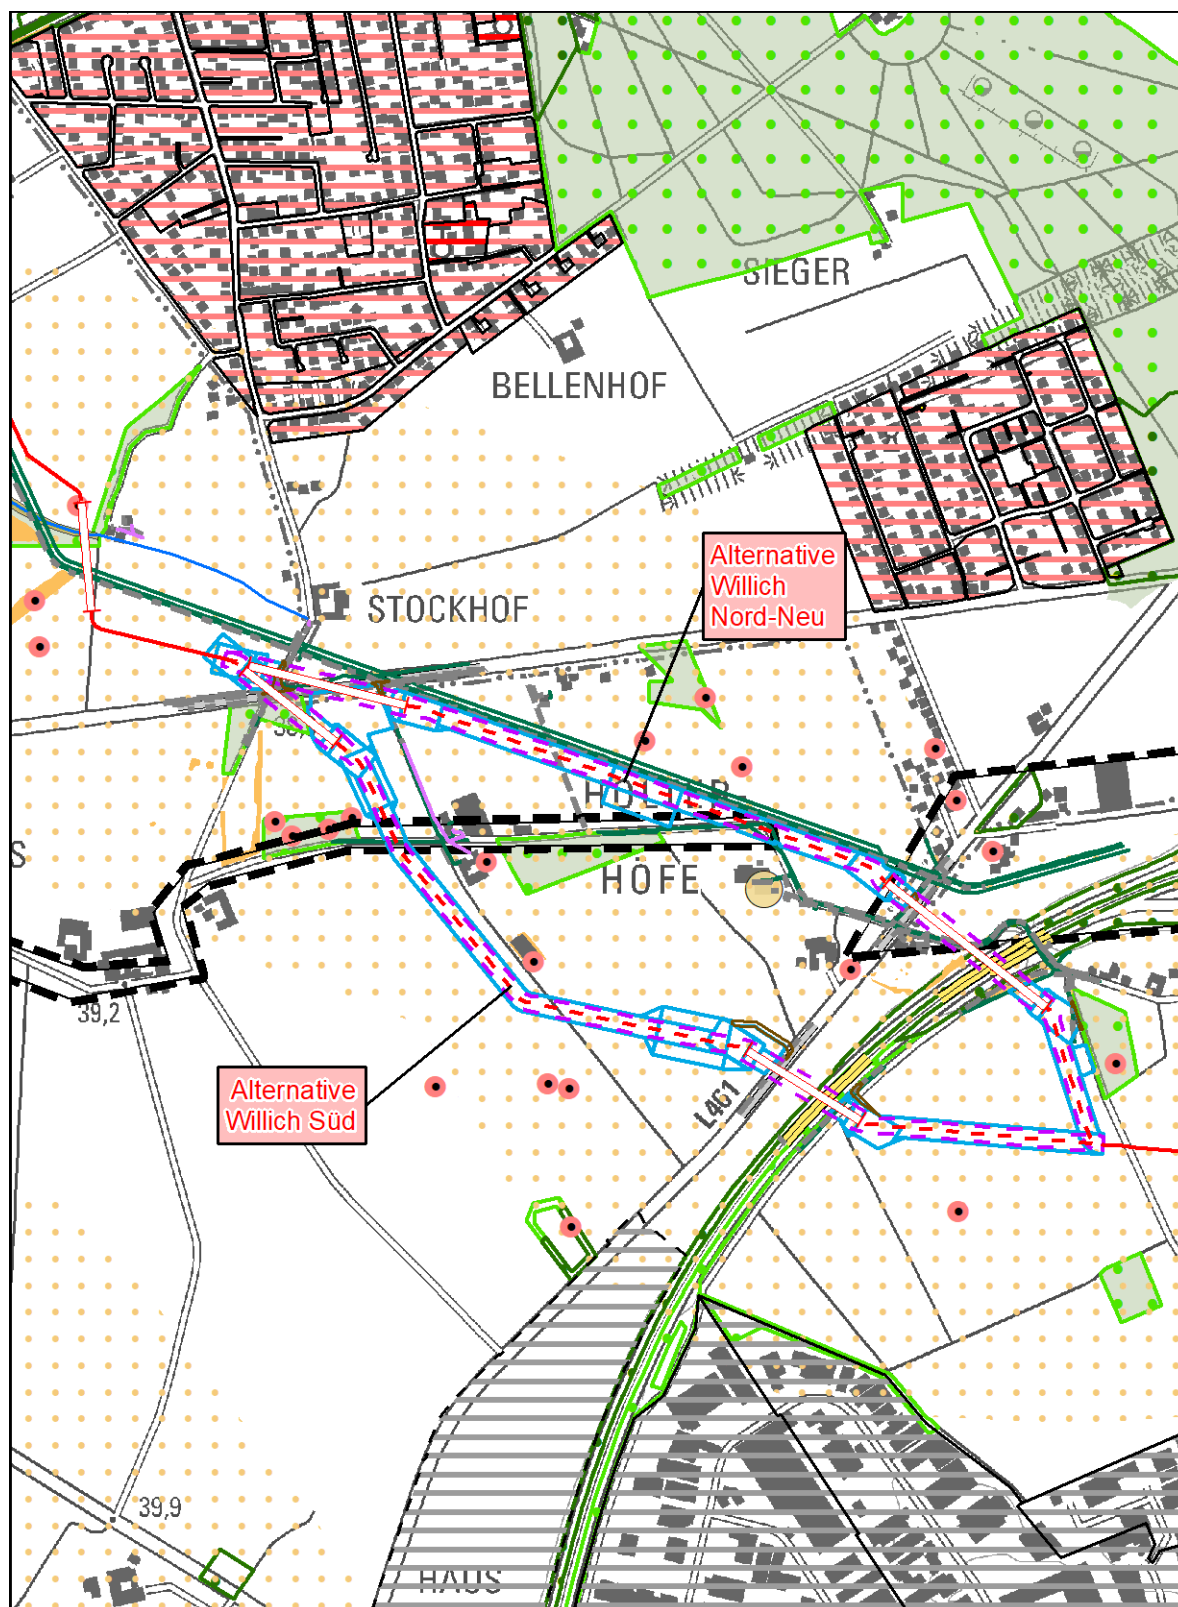 SIEGER
BELLENHOF
Alternative
Willich
Nord-Neu
STOCKHOF
S
HÖFE
39,2
Alternative
Willich Süd
L461
39,9
HAUS